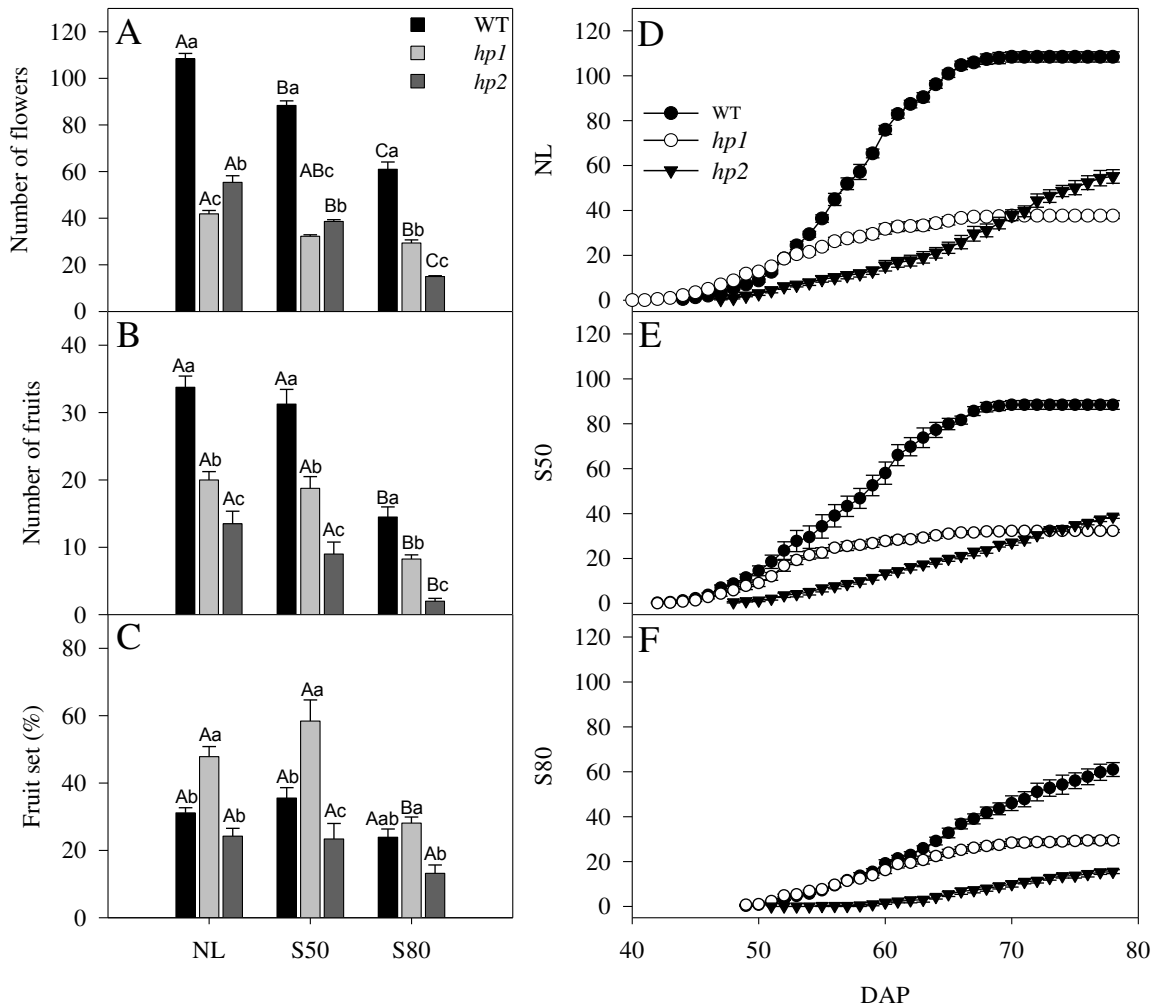 A
WT
hp1
hp2
Number of flowers
120
100
80
60
40
20
0
Aa
Ac
Ab
Ba
ABc
Bb
Ca
Bb
Cc
B
Number of fruits
40
30
20
10
0
Aa
Ab
Ac
Aa
Ab
Ac
Ba
Bb
Bc
C
Fruit set (%)
80
60
40
20
0
Ab
Aa
Ab
Ab
Aa
Ac
Aab
Ba
Ab
NL S50 S80
D
WT
hp1
hp2
NL
120
100
80
60
40
20
0
E
S50
120
100
80
60
40
20
0
F
S80
120
100
80
60
40
20
0
40 50 60 70 80
DAP